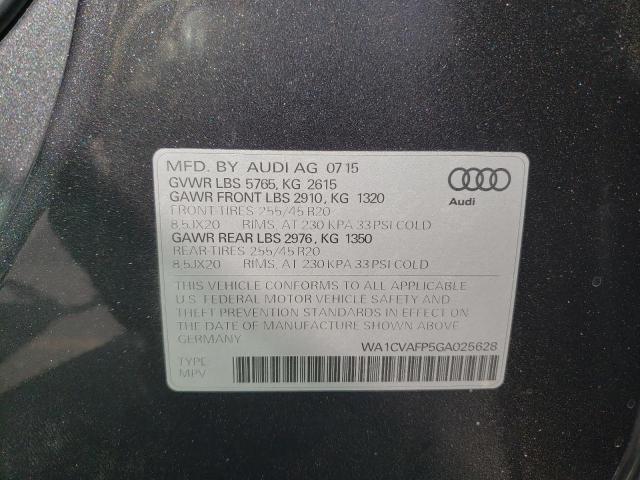 MFD. BY AUDI AG 07 15
GVWR LBS 5765, KG 2615
GAWR FRONT LBS 2910, KG 1320
FRONT TIRES 255/45 R20
8.5JX20 RIMS, AT 230 KPA 33 PSI COLD
GAWR REAR LBS 2976, KG 1350
REAR TIRES 255/45 R20
8.5JX20 RIMS, AT 230 KPA 33 PSI COLD
Audi
THIS VEHICLE CONFORMS TO ALL APPLICABLE
U.S. FEDERAL MOTOR VEHICLE SAFETY AND
THEFT PREVENTION STANDARDS IN EFFECT ON
THE DATE OF MANUFACTURE SHOWN ABOVE.
GERMANY
WA1CVAFP5GA025628
TYPE
MPV